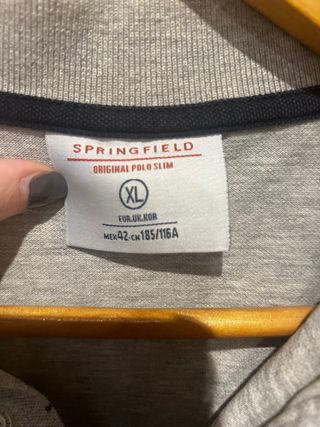 SPRINGFIELD
ORIGINAL POLO SLIM
XL
EUR.UK.KOR
MEX42-CN185/116A